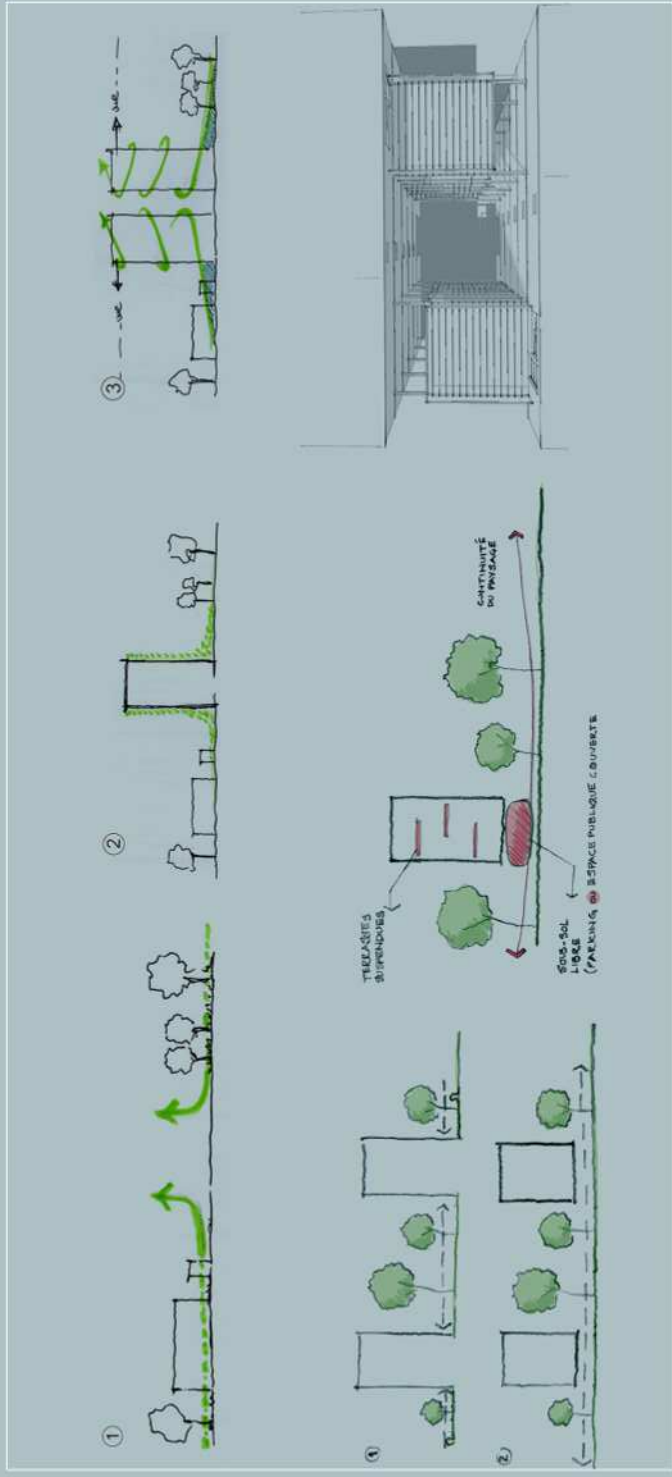 ①
②
③
vue
vue
①
②
TERRASSES
SUSPENDUES
CONTINUITÉ
DU PAYSAGE
SOUS-SOL
LIBRE
(PARKING OU ESPACE PUBLIQUE COUVERTE